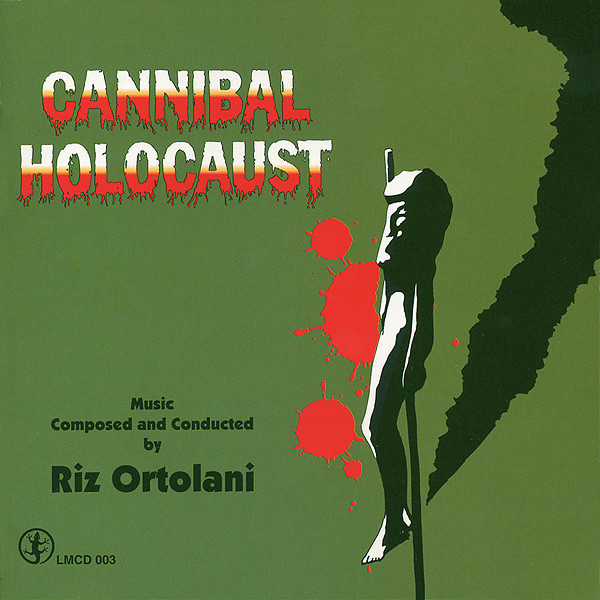 CANNIBAL
HOLOCAUST
Music
Composed and Conducted
by
Riz Ortolani
LMCD 003